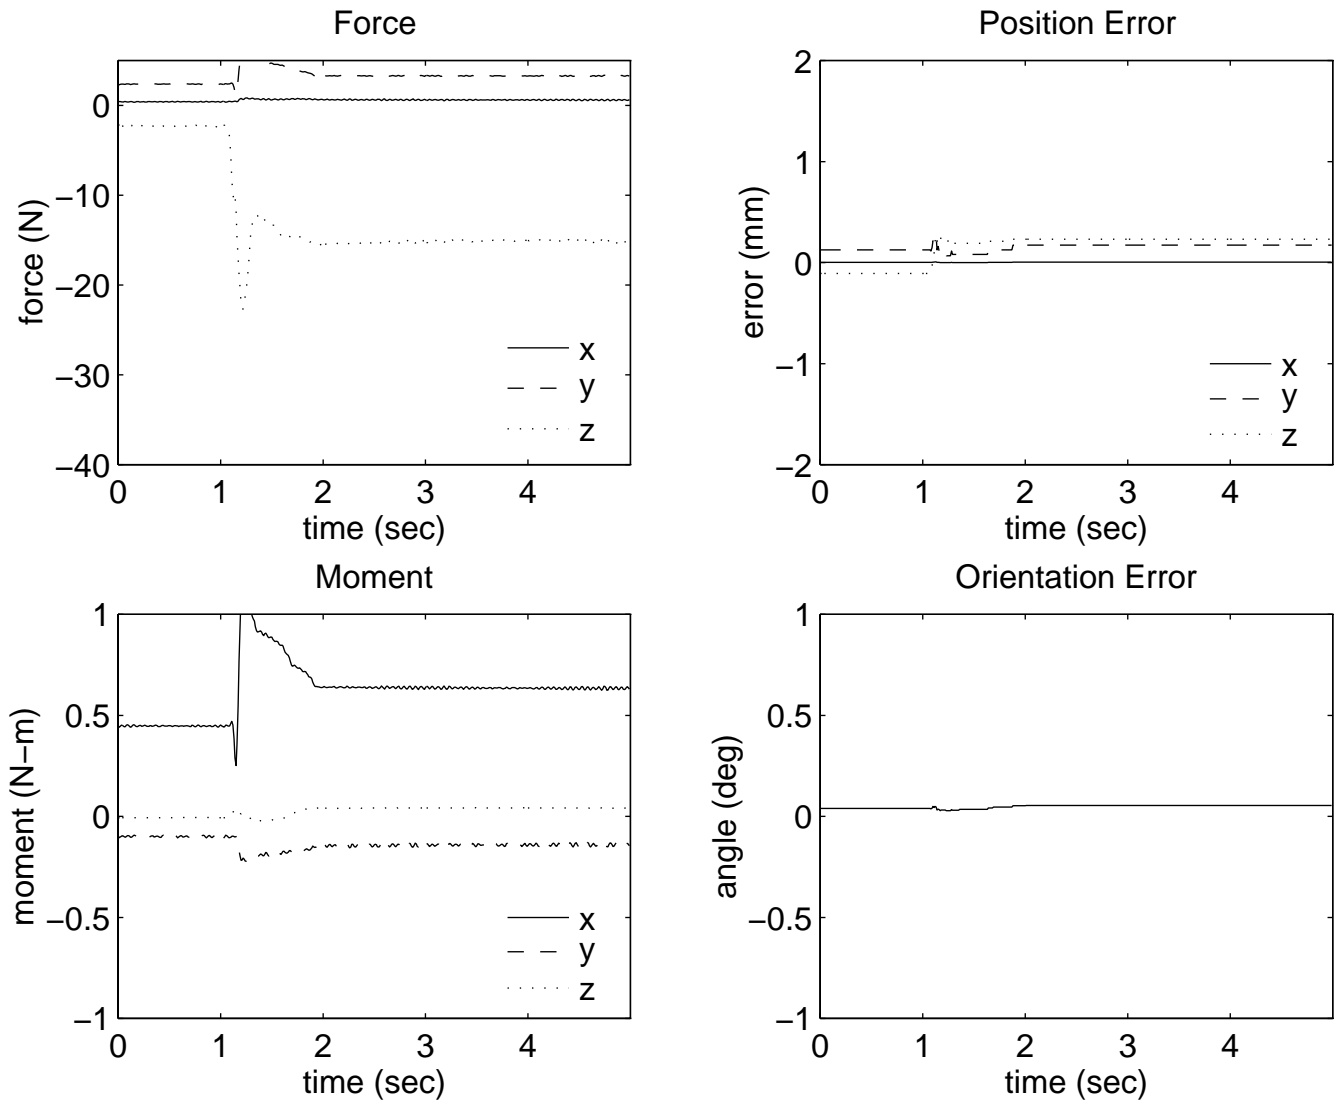 Force
0
−10
−20
−30
−40
force (N)
x
y
z
0 1 2 3 4
time (sec)
Position Error
2
1
0
−1
−2
error (mm)
x
y
z
0 1 2 3 4
time (sec)
Moment
1
0.5
0
−0.5
−1
moment (N−m)
x
y
z
0 1 2 3 4
time (sec)
Orientation Error
1
0.5
0
−0.5
−1
angle (deg)
0 1 2 3 4
time (sec)